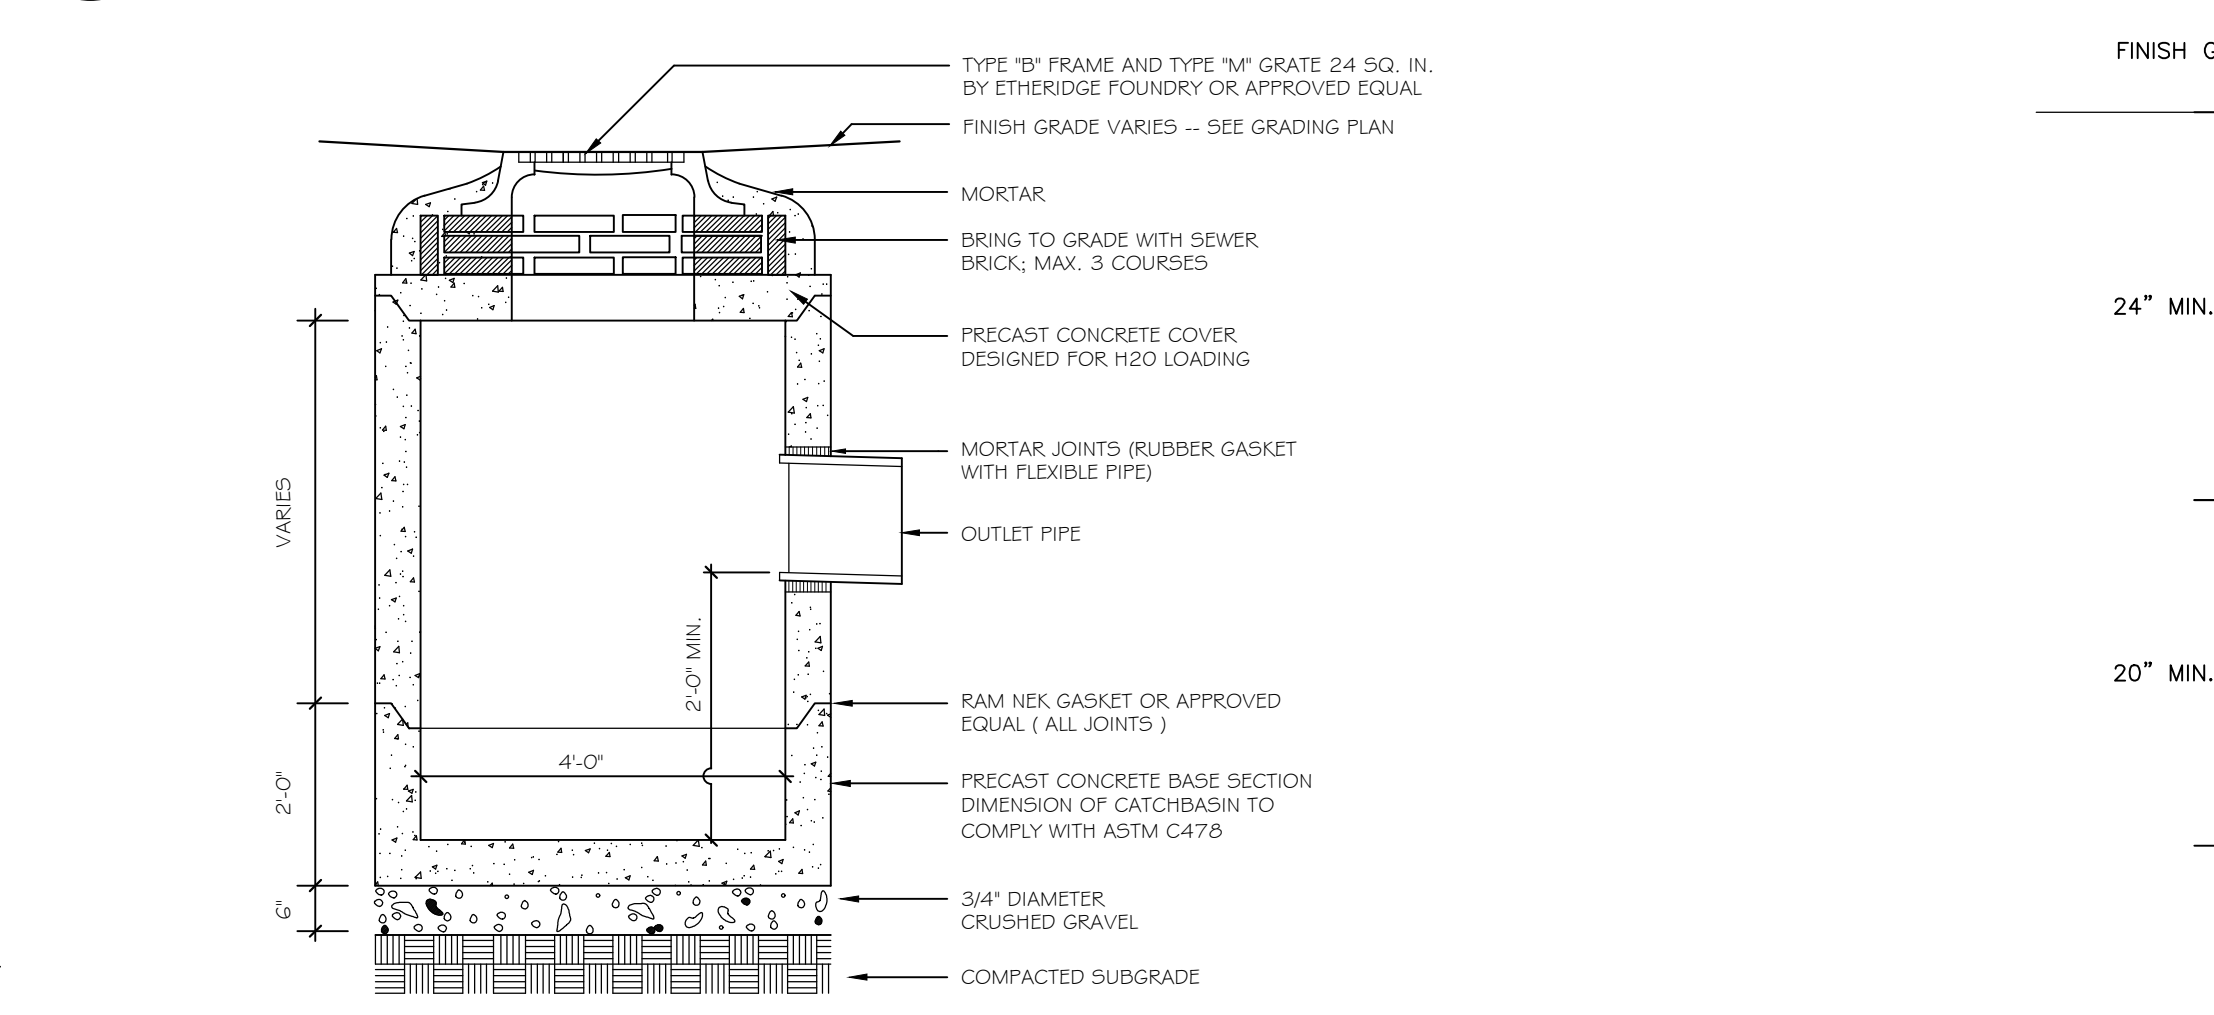 TYPE "B" FRAME AND TYPE "M" GRATE 24 SQ. IN.
BY ETHERIDGE FOUNDRY OR APPROVED EQUAL
FINISH GRADE VARIES -- SEE GRADING PLAN
MORTAR
BRING TO GRADE WITH SEWER
BRICK; MAX. 3 COURSES
PRECAST CONCRETE COVER
DESIGNED FOR H20 LOADING
MORTAR JOINTS (RUBBER GASKET
WITH FLEXIBLE PIPE)
OUTLET PIPE
RAM NEK GASKET OR APPROVED
EQUAL ( ALL JOINTS )
PRECAST CONCRETE BASE SECTION
DIMENSION OF CATCHBASIN TO
COMPLY WITH ASTM C478
3/4" DIAMETER
CRUSHED GRAVEL
COMPACTED SUBGRADE
VARIES
2'-0"
6"
2'-0" MIN.
4'-0"
FINISH
24” MIN.
20” MIN.